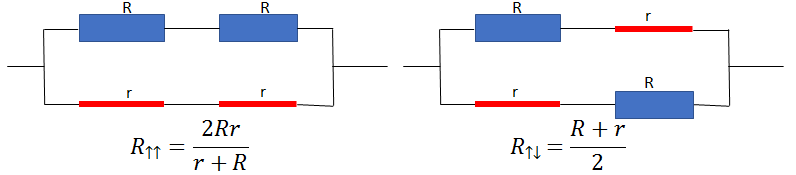 R R
r r
R↑↑ = 2Rr / r + R
R r
r R
R↑↓ = R + r / 2